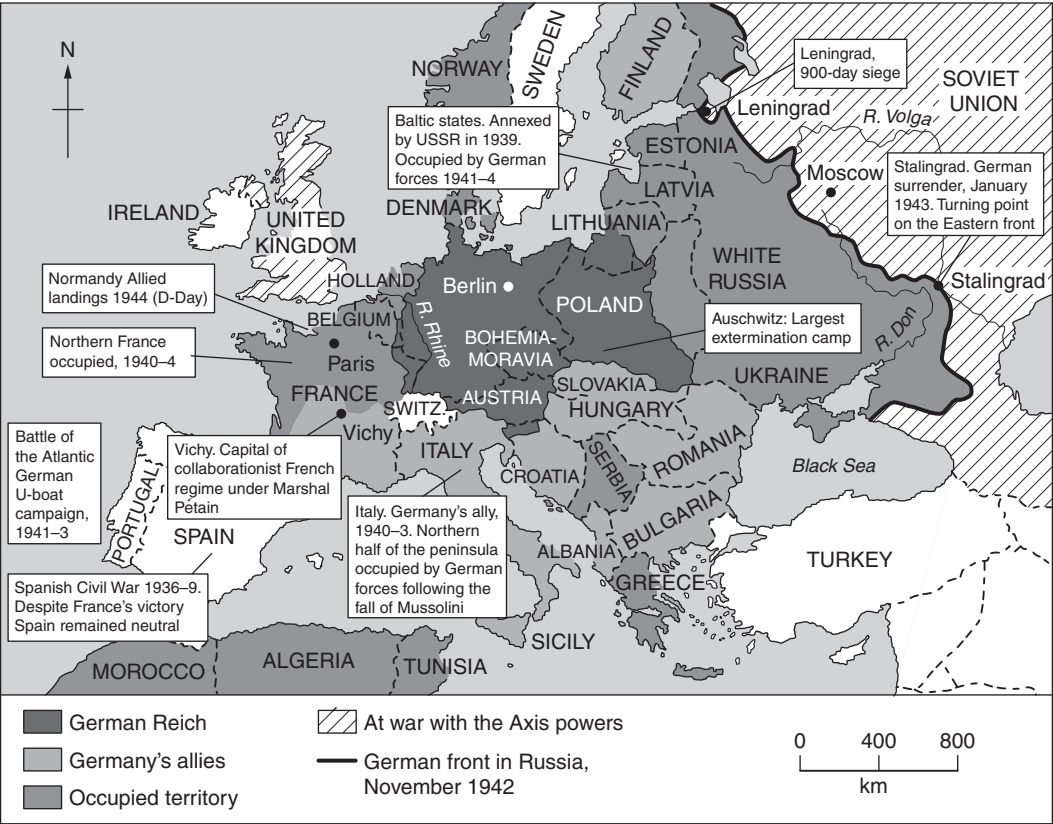 N
NORWAY
SWEDEN
FINLAND
Leningrad,
900-day siege
SOVIET
UNION
Leningrad
R. Volga
Baltic states. Annexed
by USSR in 1939.
Occupied by German
forces 1941–4
ESTONIA
Moscow
Stalingrad. German
surrender, January
1943. Turning point
on the Eastern front
LATVIA
IRELAND
UNITED
KINGDOM
DENMARK
LITHUANIA
WHITE
RUSSIA
Normandy Allied
landings 1944 (D-Day)
HOLLAND
Berlin
Stalingrad
POLAND
BELGIUM
R. Rhine
Auschwitz: Largest
extermination camp
R. Don
Northern France
occupied, 1940–4
Paris
BOHEMIA-
MORAVIA
FRANCE
SLOVAKIA
UKRAINE
AUSTRIA
SWITZ.
HUNGARY
Vichy
Battle of
the Atlantic
German
U-boat
campaign,
1941–3
Vichy. Capital of
collaborationist French
regime under Marshal
Pétain
ITALY
CROATIA
SERBIA
ROMANIA
Black Sea
PORTUGAL
SPAIN
Italy. Germany's ally,
1940–3. Northern
half of the peninsula
occupied by German
forces following the
fall of Mussolini
BULGARIA
ALBANIA
TURKEY
Spanish Civil War 1936–9.
Despite France's victory
Spain remained neutral
GREECE
SICILY
MOROCCO
ALGERIA
TUNISIA
German Reich
Germany's allies
Occupied territory
At war with the Axis powers
German front in Russia,
November 1942
0 400 800
km